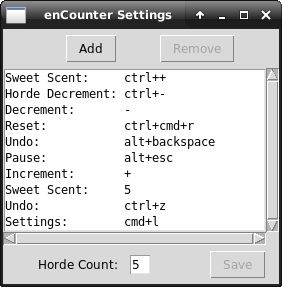 enCounter Settings
Add Remove
Sweet Scent: ctrl++
Horde Decrement: ctrl+-
Decrement: -
Reset: ctrl+cmd+r
Undo: alt+backspace
Pause: alt+esc
Increment: +
Sweet Scent: 5
Undo: ctrl+z
Settings: cmd+l
Horde Count: 5 Save